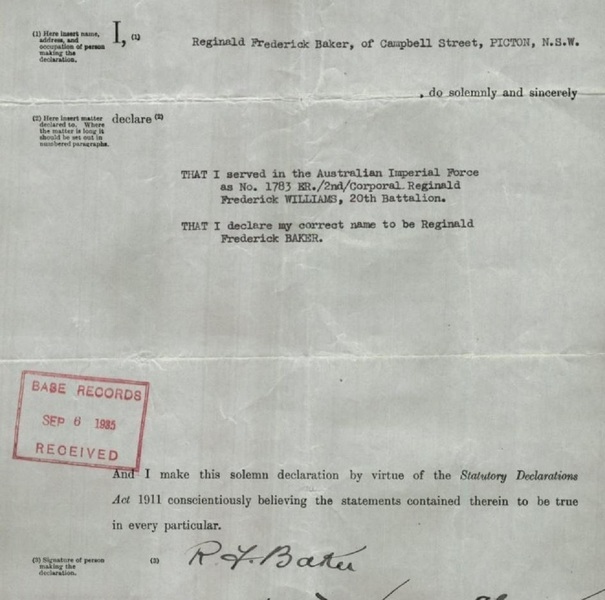 (1) Here insert name,
address, and
occupation of person
making the
declaration.
I, (1)
Reginald Frederick Baker, of Campbell Street, PICTON, N.S.W.
, do solemnly and sincerely
(2) Here insert matter
declared to. Where
the matter is long it
should be set out in
numbered paragraphs.
declare (2)
THAT I served in the Australian Imperial Force
as No. 1783 ER./2nd/Corporal Reginald
Frederick WILLIAMS, 20th Battalion.
THAT I declare my correct name to be Reginald
Frederick BAKER.
BASE RECORDS
SEP 6 1935
RECEIVED
And I make this solemn declaration by virtue of the Statutory Declarations
Act 1911 conscientiously believing the statements contained therein to be true
in every particular.
(3) Signature of person
making the
declaration.
(3) R F Baker